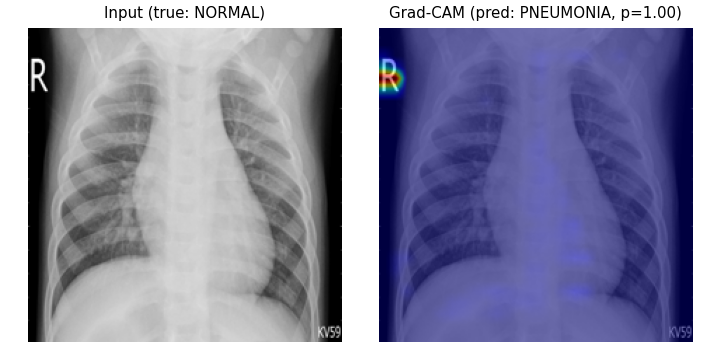 Input (true: NORMAL)
Grad-CAM (pred: PNEUMONIA, p=1.00)
R
R
KV59
KV59